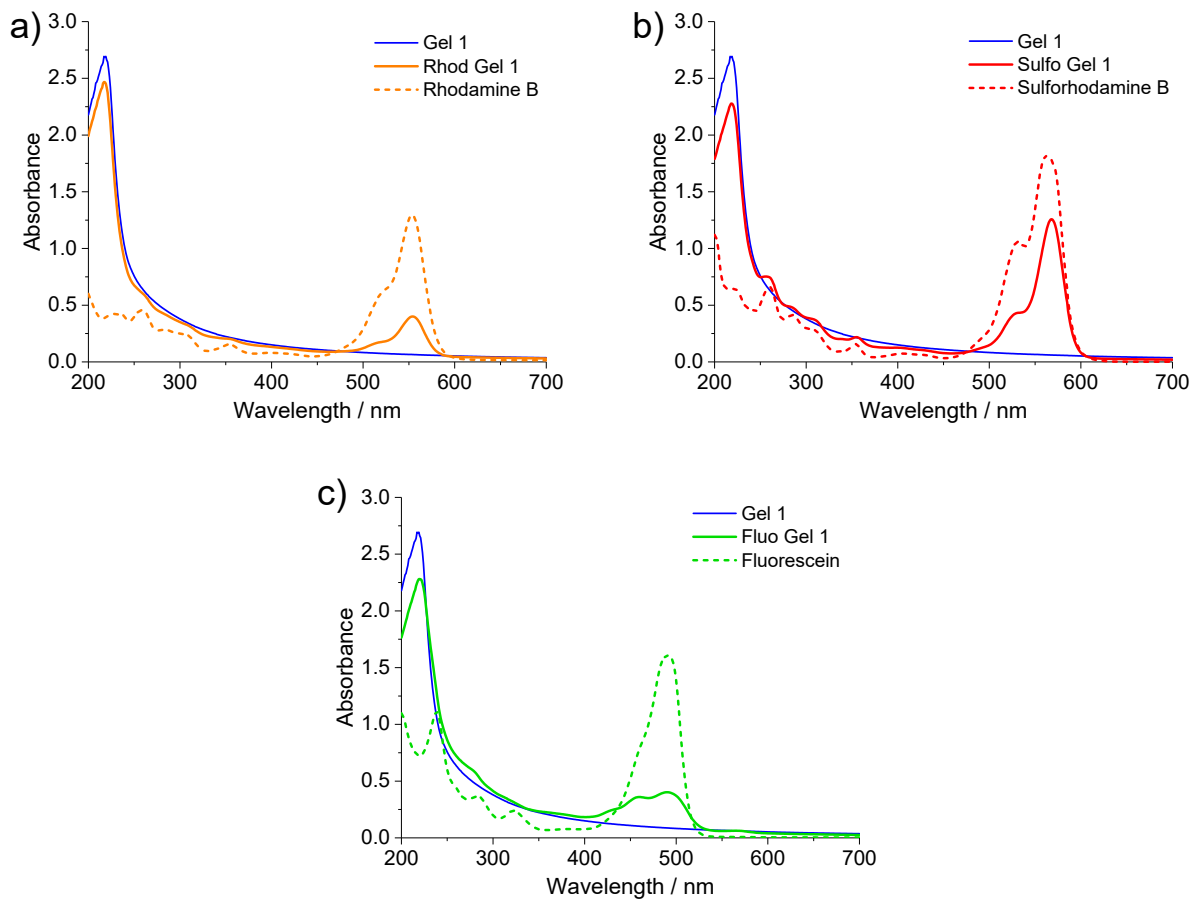 a)
Gel 1
Rhod Gel 1
Rhodamine B
Absorbance
3.0
2.5
2.0
1.5
1.0
0.5
0.0
200 300 400 500 600 700
Wavelength / nm
b)
Gel 1
Sulfo Gel 1
Sulforhodamine B
Absorbance
3.0
2.5
2.0
1.5
1.0
0.5
0.0
200 300 400 500 600 700
Wavelength / nm
c)
Gel 1
Fluo Gel 1
Fluorescein
Absorbance
3.0
2.5
2.0
1.5
1.0
0.5
0.0
200 300 400 500 600 700
Wavelength / nm